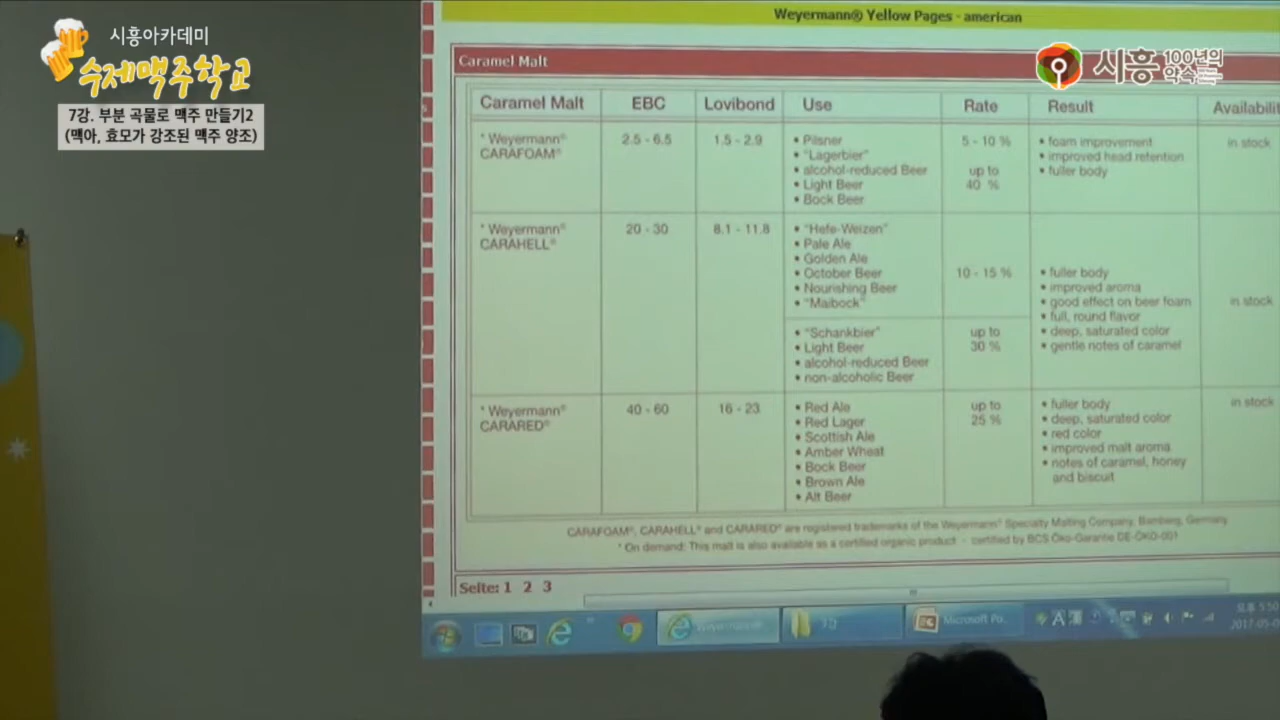 Weyermann® Yellow Pages - american
시흥아카데미
수제맥주학교
7강. 부분 곡물로 맥주 만들기2
(맥아, 효모가 강조된 맥주 양조)
시흥 100년의
약속
Caramel Malt
Caramel Malt EBC Lovibond Use Rate Result Availabili
* Weyermann®
CARAFOAM®
2.5 - 6.5
1.5 - 2.9
• Pilsner
• "Lagerbier"
• alcohol-reduced Beer
• Light Beer
• Bock Beer
5 - 10 %
up to
40 %
• foam improvement
• improved head retention
• fuller body
in stock
* Weyermann®
CARAHELL®
20 - 30
8.1 - 11.8
• "Hefe-Weizen"
• Pale Ale
• Golden Ale
• October Beer
• Nourishing Beer
• "Maibock"
10 - 15 %
• "Schankbier"
• Light Beer
• alcohol-reduced Beer
• non-alcoholic Beer
up to
30 %
• fuller body
• improved aroma
• good effect on beer foam
• full, round flavor
• deep, saturated color
• gentle notes of caramel
in stock
* Weyermann®
CARARED®
40 - 60
16 - 23
• Red Ale
• Red Lager
• Scottish Ale
• Amber Wheat
• Bock Beer
• Brown Ale
• Alt Beer
up to
25 %
• fuller body
• deep, saturated color
• red color
• improved malt aroma
• notes of caramel, honey
and biscuit
in stock
CARAFOAM®, CARAHELL® and CARARED® are registered trademarks of the Weyermann® Specialty Malting Company, Bamberg, Germany
* On demand: This malt is also available as a certified organic product - certified by BCS Öko-Garantie DE-ÖKO-001
Seite: 1 2 3
Microsoft Po...
A
오후 5:50